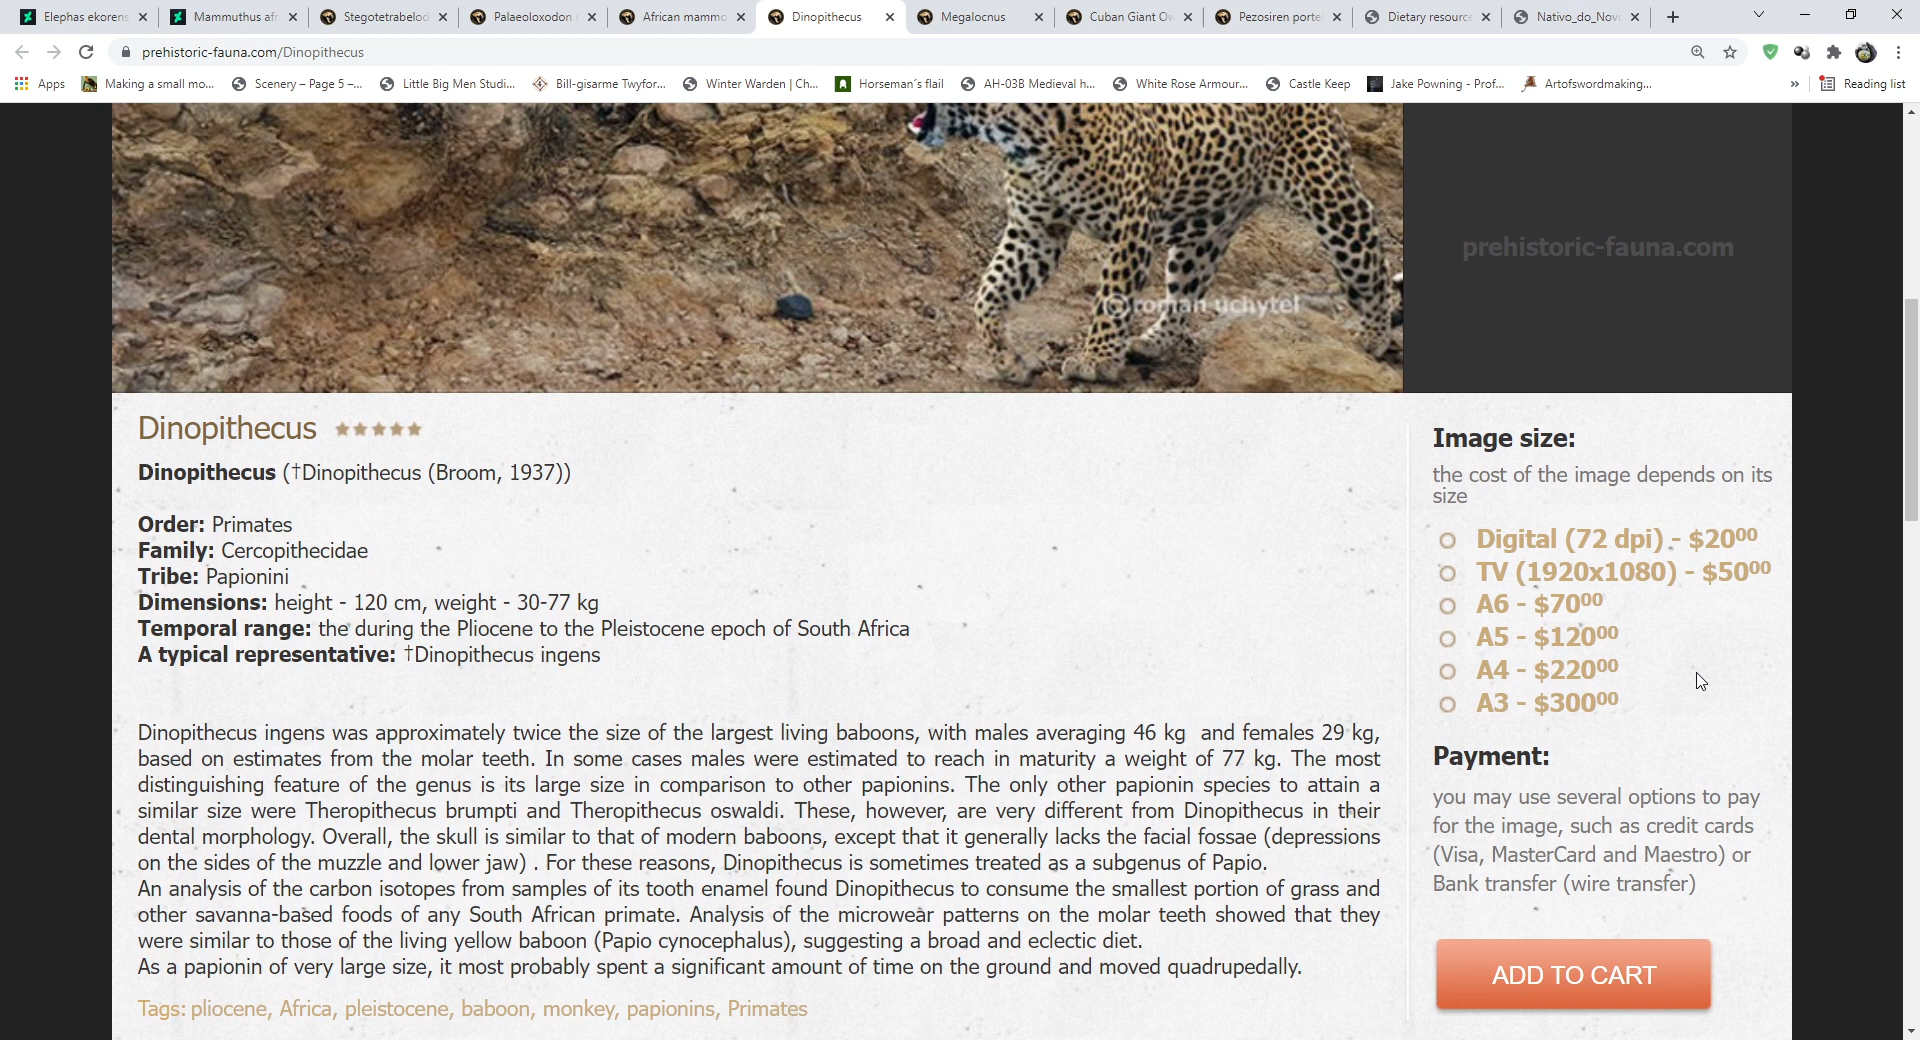 Elephas ekorens
Mammuthus afr
Stegotetrabelod
Palaeoloxodon r
African mammo
Dinopithecus
Megalocnus
Cuban Giant Ow
Pezosiren porte
Dietary resource
Nativo_do_Novo
prehistoric-fauna.com/Dinopithecus
Apps
Making a small mo...
Scenery – Page 5 –...
Little Big Men Studi...
Bill-gisarme Twyfor...
Winter Warden | Ch...
Horseman´s flail
AH-03B Medieval h...
White Rose Armour...
Castle Keep
Jake Powning - Prof...
Artofswordmaking...
»
Reading list
prehistoric-fauna.com
© roman uchytel
Dinopithecus
Dinopithecus (†Dinopithecus (Broom, 1937))
Order: Primates
Family: Cercopithecidae
Tribe: Papionini
Dimensions: height - 120 cm, weight - 30-77 kg
Temporal range: the during the Pliocene to the Pleistocene epoch of South Africa
A typical representative: †Dinopithecus ingens
Dinopithecus ingens was approximately twice the size of the largest living baboons, with males averaging 46 kg and females 29 kg,
based on estimates from the molar teeth. In some cases males were estimated to reach in maturity a weight of 77 kg. The most
distinguishing feature of the genus is its large size in comparison to other papionins. The only other papionin species to attain a
similar size were Theropithecus brumpti and Theropithecus oswaldi. These, however, are very different from Dinopithecus in their
dental morphology. Overall, the skull is similar to that of modern baboons, except that it generally lacks the facial fossae (depressions
on the sides of the muzzle and lower jaw) . For these reasons, Dinopithecus is sometimes treated as a subgenus of Papio.
An analysis of the carbon isotopes from samples of its tooth enamel found Dinopithecus to consume the smallest portion of grass and
other savanna-based foods of any South African primate. Analysis of the microwear patterns on the molar teeth showed that they
were similar to those of the living yellow baboon (Papio cynocephalus), suggesting a broad and eclectic diet.
As a papionin of very large size, it most probably spent a significant amount of time on the ground and moved quadrupedally.
Tags: pliocene, Africa, pleistocene, baboon, monkey, papionins, Primates
Image size:
the cost of the image depends on its
size
Digital (72 dpi) - $20⁰⁰
TV (1920x1080) - $50⁰⁰
A6 - $70⁰⁰
A5 - $120⁰⁰
A4 - $220⁰⁰
A3 - $300⁰⁰
Payment:
you may use several options to pay
for the image, such as credit cards
(Visa, MasterCard and Maestro) or
Bank transfer (wire transfer)
ADD TO CART